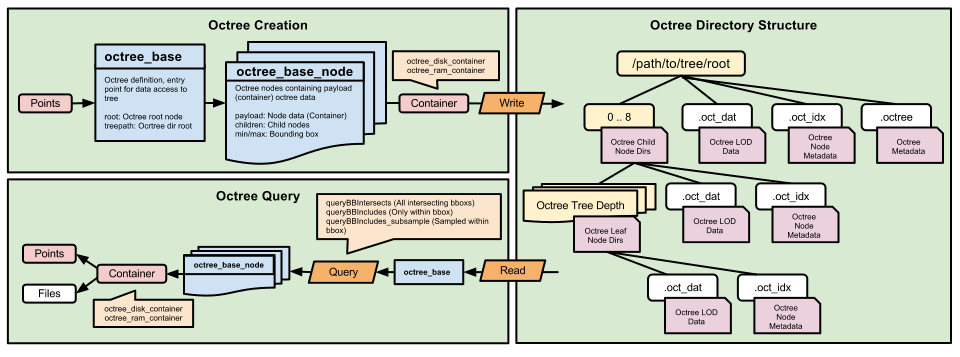 Octree Creation
octree_base
Octree definition, entry
point for data access to
tree
root: Octree root node
treepath: Oortree dir root
octree_base_node
Octree nodes containing payload
(container) octree data
payload: Node data (Container)
children: Child nodes
min/max: Bounding box
octree_disk_container
octree_ram_container
Points
Container
Write
Octree Query
queryBBIntersects (All intersecting bboxs)
queryBBIncludes (Only within bbox)
queryBBIncludes_subsample (Sampled within
bbox)
Points
Files
Container
octree_base_node
Query
octree_base
Read
octree_disk_container
octree_ram_container
Octree Directory Structure
/path/to/tree/root
0 .. 8
Octree Child
Node Dirs
.oct_dat
Octree LOD
Data
.oct_idx
Octree
Node
Metadata
.octree
Octree
Metadata
Octree Tree Depth
Octree Leaf
Node Dirs
.oct_dat
Octree LOD
Data
.oct_idx
Octree
Node
Metadata
.oct_dat
Octree LOD
Data
.oct_idx
Octree
Node
Metadata